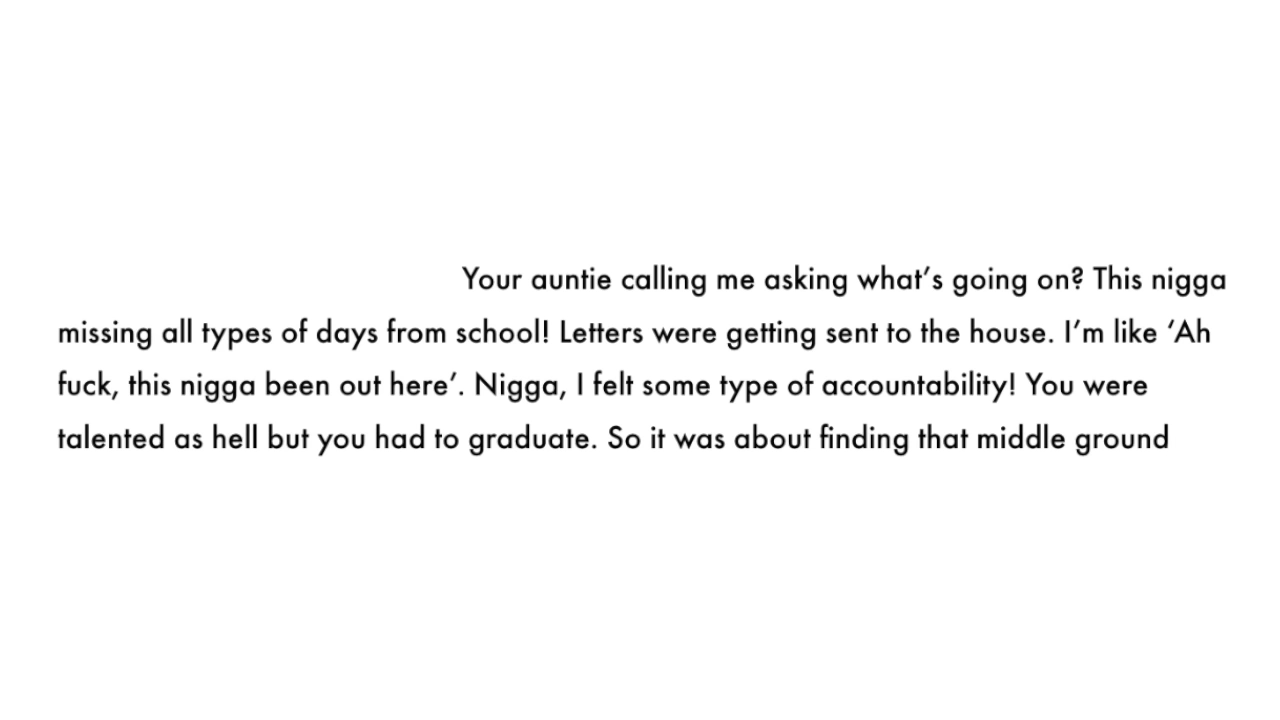 Your auntie calling me asking what’s going on? This nigga
missing all types of days from school! Letters were getting sent to the house. I’m like ‘Ah
fuck, this nigga been out here’. Nigga, I felt some type of accountability! You were
talented as hell but you had to graduate. So it was about finding that middle ground